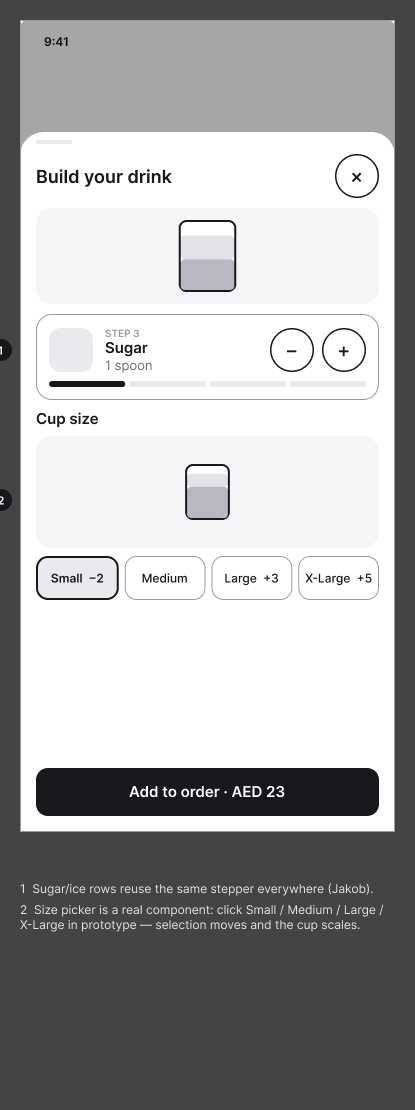 9:41
Build your drink
×
STEP 3
Sugar
1 spoon
−
+
1
Cup size
2
Small −2
Medium
Large +3
X-Large +5
Add to order · AED 23
1 Sugar/ice rows reuse the same stepper everywhere (Jakob).
2 Size picker is a real component: click Small / Medium / Large /
X-Large in prototype — selection moves and the cup scales.